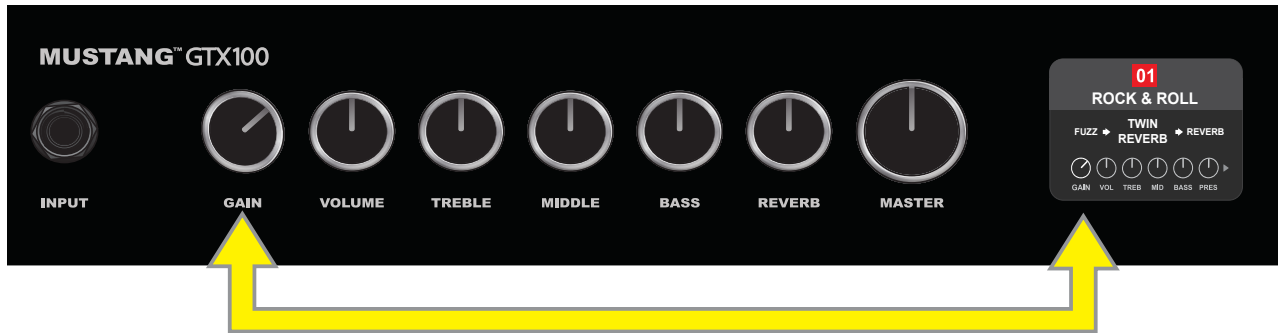 MUSTANG™ GTX100
INPUT
GAIN
VOLUME
TREBLE
MIDDLE
BASS
REVERB
MASTER
01
ROCK & ROLL
FUZZ TWIN REVERB REVERB
GAIN VOL TREB MID BASS PRES